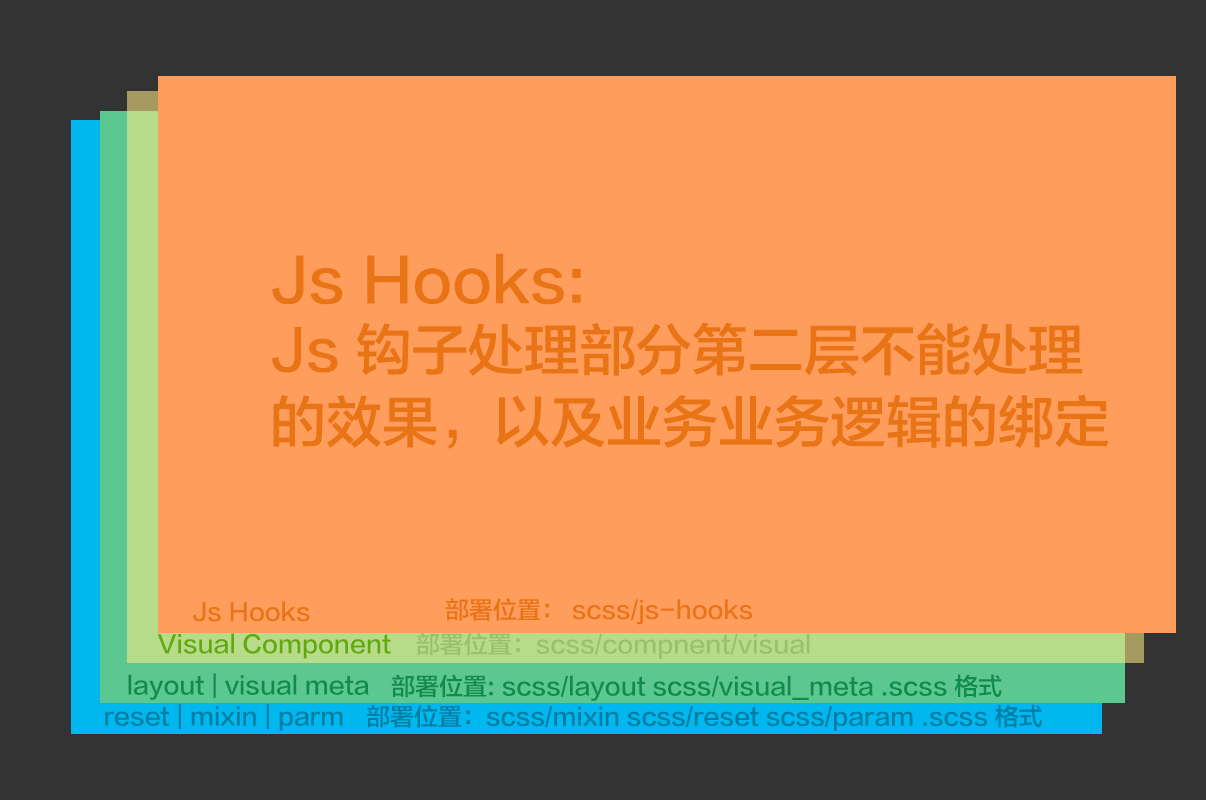 Js Hooks:
Js 钩子处理部分第二层不能处理
的效果，以及业务业务逻辑的绑定
Js Hooks 部署位置： scss/js-hooks
Visual Component 部署位置：scss/compnent/visual
layout | visual meta 部署位置: scss/layout scss/visual_meta .scss 格式
reset | mixin | parm 部署位置：scss/mixin scss/reset scss/param .scss 格式